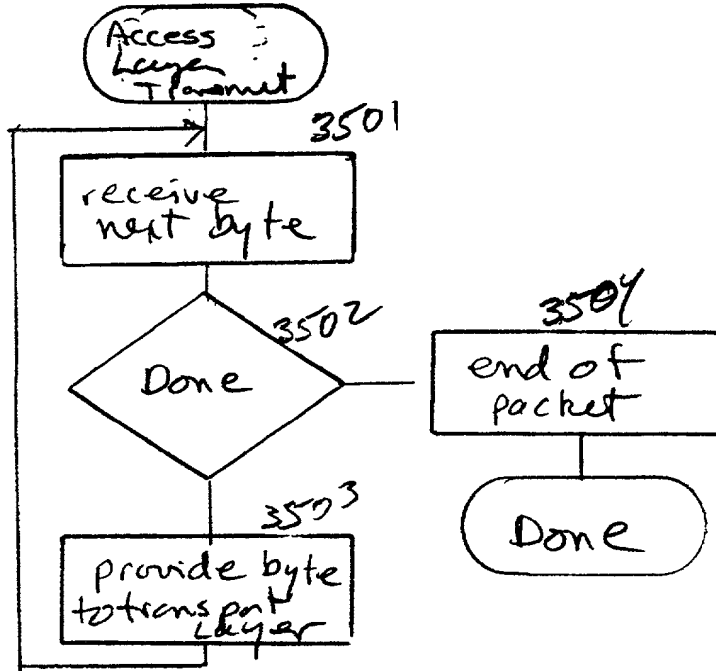 Access
Layer
Transmit
3501
receive
next byte
3502
Done
3504
end of
packet
Done
3503
provide byte
to transport
Layer